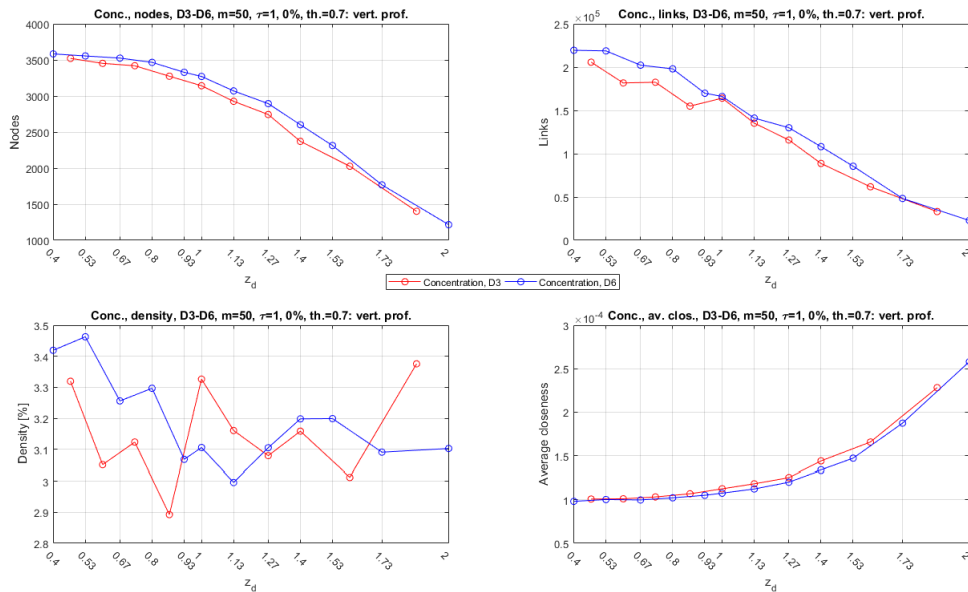 Conc., nodes, D3-D6, m=50, τ=1, 0%, th.=0.7: vert. prof.
4000
3500
3000
2500
2000
1500
1000
Nodes
0.4 0.53 0.67 0.8 0.93 1 1.13 1.27 1.4 1.53 1.73 2
z_d
Conc., links, D3-D6, m=50, τ=1, 0%, th.=0.7: vert. prof.
×10^5
2.5
2
1.5
1
0.5
0
Links
0.4 0.53 0.67 0.8 0.93 1 1.13 1.27 1.4 1.53 1.73 2
z_d
Concentration, D3 Concentration, D6
Conc., density, D3-D6, m=50, τ=1, 0%, th.=0.7: vert. prof.
3.5
3.4
3.3
3.2
3.1
3
2.9
2.8
Density [%]
0.4 0.53 0.67 0.8 0.93 1 1.13 1.27 1.4 1.53 1.73 2
z_d
Conc., av. clos., D3-D6, m=50, τ=1, 0%, th.=0.7: vert. prof.
×10^-4
3
2.5
2
1.5
1
0.5
Average closeness
0.4 0.53 0.67 0.8 0.93 1 1.13 1.27 1.4 1.53 1.73 2
z_d